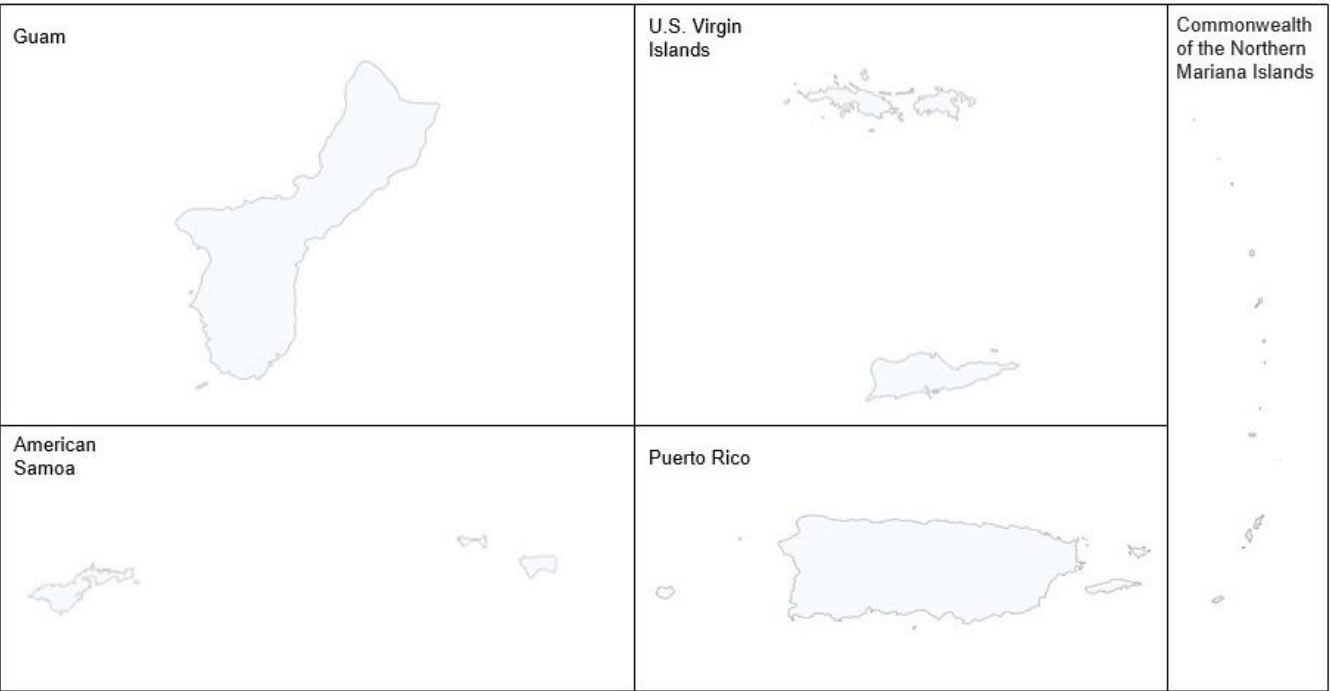 Guam
U.S. Virgin
Islands
Commonwealth
of the Northern
Mariana Islands
American
Samoa
Puerto Rico